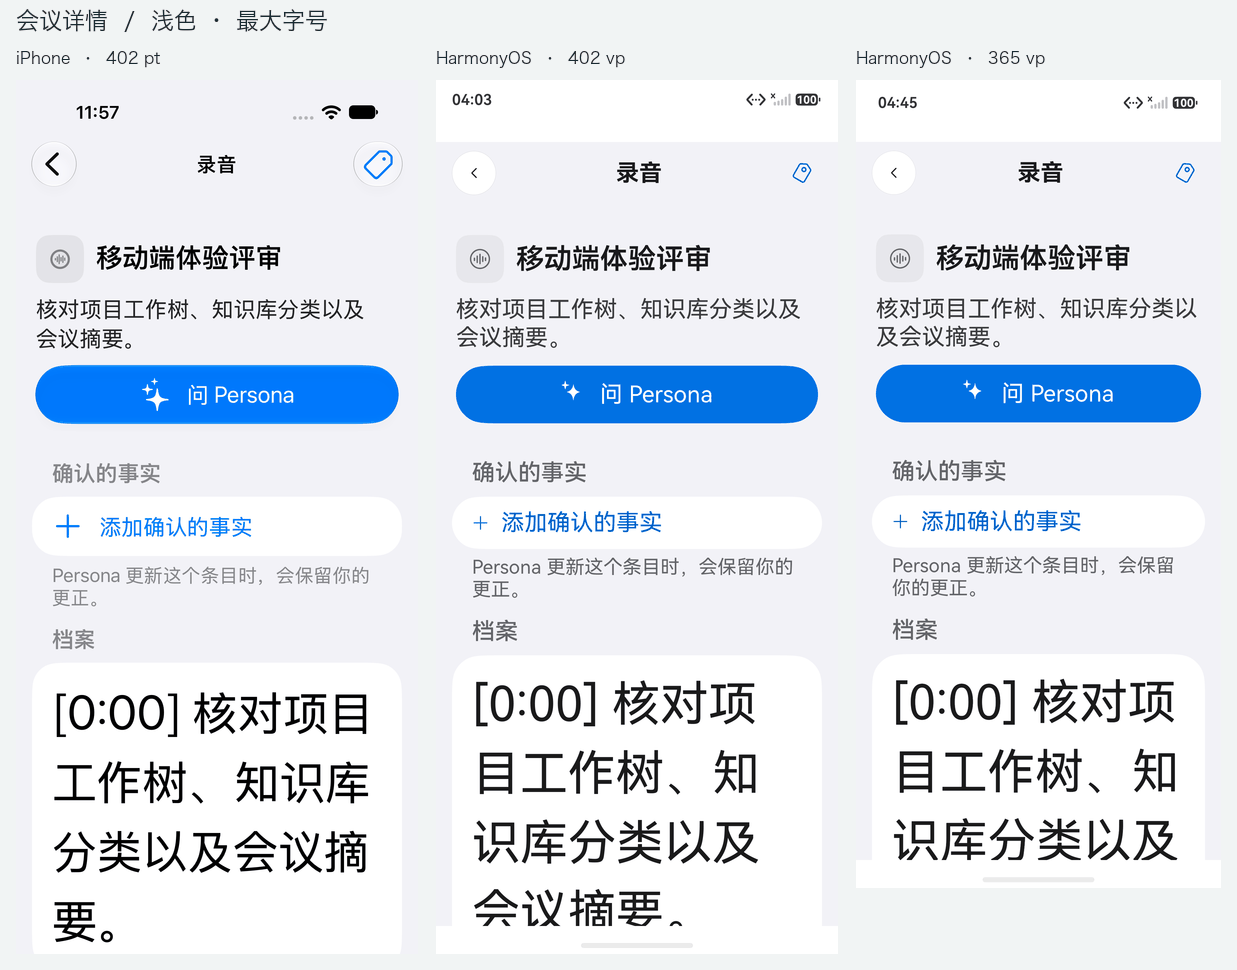 会议详情 / 浅色 · 最大字号
iPhone · 402 pt
11:57
录音
移动端体验评审
核对项目工作树、知识库分类以及
会议摘要。
问 Persona
确认的事实
添加确认的事实
Persona 更新这个条目时，会保留你的
更正。
档案
[0:00] 核对项目
工作树、知识库
分类以及会议摘
要。
HarmonyOS · 402 vp
04:03
100
录音
移动端体验评审
核对项目工作树、知识库分类以及
会议摘要。
问 Persona
确认的事实
添加确认的事实
Persona 更新这个条目时，会保留你的
更正。
档案
[0:00] 核对项
目工作树、知
识库分类以及
会议摘要。
HarmonyOS · 365 vp
04:45
100
录音
移动端体验评审
核对项目工作树、知识库分类以
及会议摘要。
问 Persona
确认的事实
添加确认的事实
Persona 更新这个条目时，会保留
你的更正。
档案
[0:00] 核对项
目工作树、知
识库分类以及